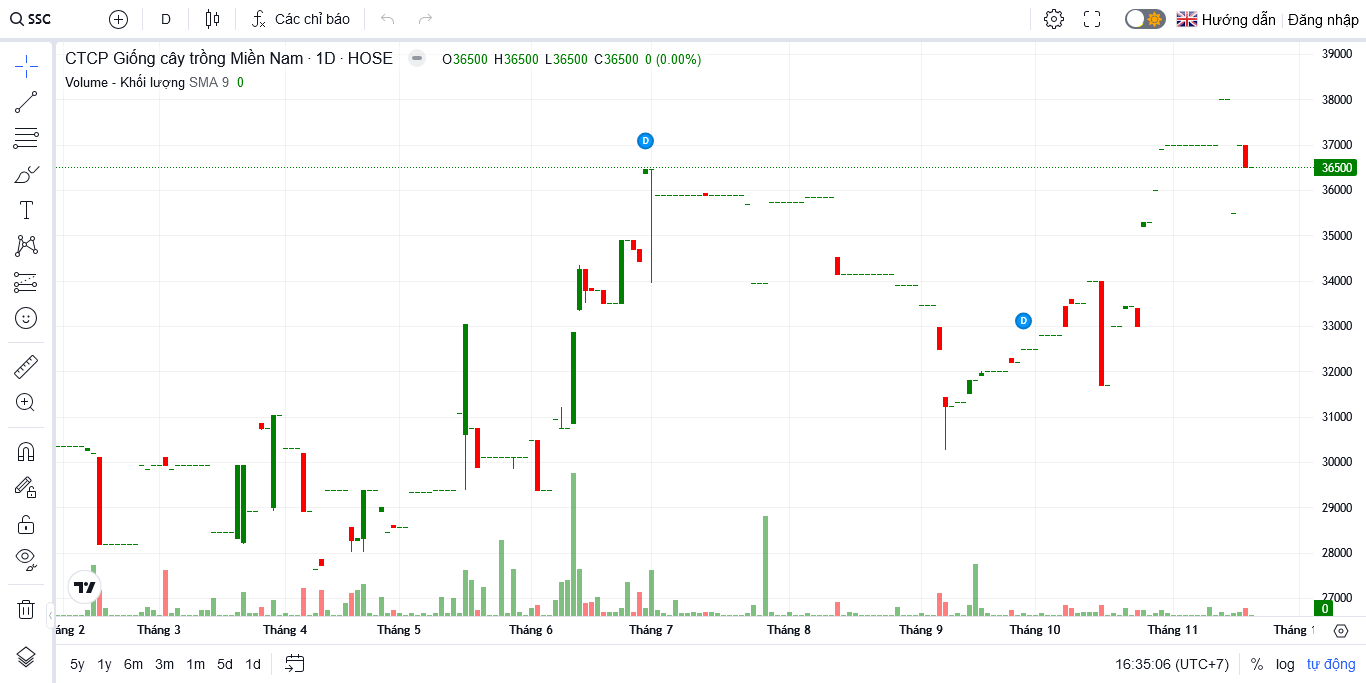 SSC D Các chỉ báo Hướng dẫn Đăng nhập
CTCP Giống cây trồng Miền Nam · 1D · HOSE O36500 H36500 L36500 C36500 0 (0.00%)
Volume - Khối lượng SMA 9 0
39000
38000
37000
36500
36000
35000
34000
33000
32000
31000
30000
29000
28000
27000
0
D
D
áng 2 Tháng 3 Tháng 4 Tháng 5 Tháng 6 Tháng 7 Tháng 8 Tháng 9 Tháng 10 Tháng 11 Tháng 1
5y 1y 6m 3m 1m 5d 1d 16:35:06 (UTC+7) % log tự động